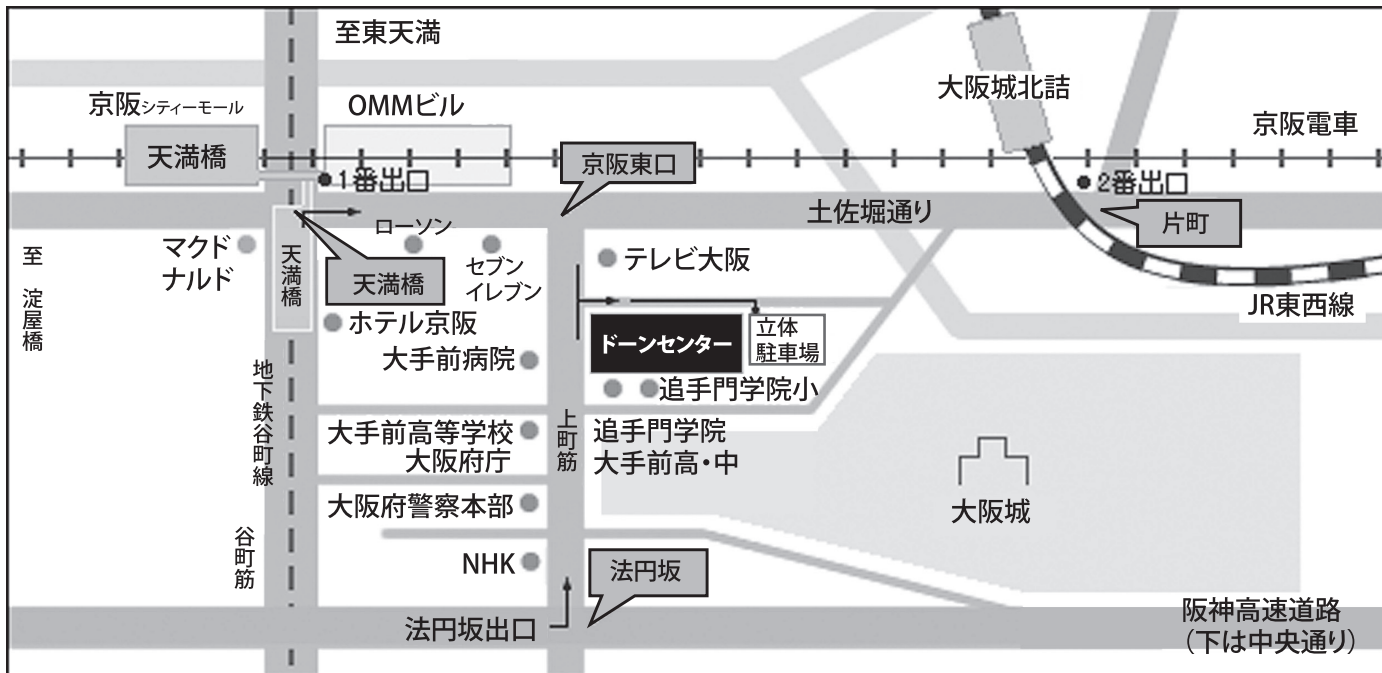 至東天満
大阪城北詰
京阪シティーモール
OMMビル
京阪電車
天満橋
京阪東口
1番出口
2番出口
土佐堀通り
片町
ローソン
マクド
ナルド
天満橋
天満橋
セブン
イレブン
テレビ大阪
至 淀屋橋
JR東西線
ホテル京阪
ドーンセンター
立体
駐車場
大手前病院
追手門学院小
地下鉄谷町線
上町筋
大手前高等学校
大阪府庁
追手門学院
大手前高・中
大阪府警察本部
大阪城
谷町筋
NHK
法円坂
法円坂出口
阪神高速道路
(下は中央通り)